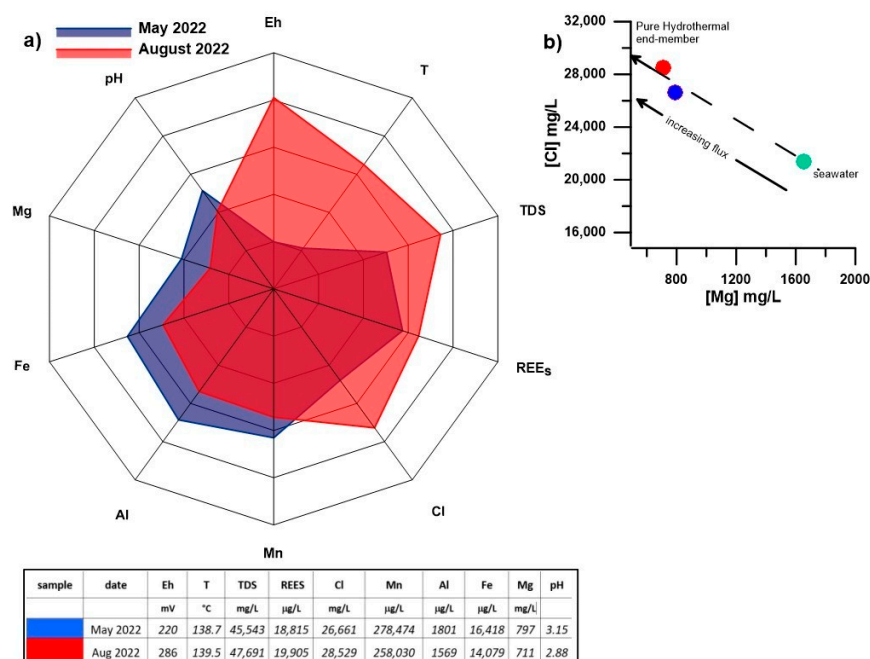 a)
May 2022
August 2022
Eh
T
TDS
REEs
Cl
Mn
Al
Fe
Mg
pH
b)
32,000
28,000
24,000
20,000
16,000
[Cl] mg/L
Pure Hydrothermal
end-member
increasing flux
seawater
800 1200 1600 2000
[Mg] mg/L
sample date Eh T TDS REES Cl Mn Al Fe Mg pH
mV °C mg/L µg/L mg/L µg/L µg/L µg/L mg/L
May 2022 220 138.7 45,543 18,815 26,661 278,474 1801 16,418 797 3.15
Aug 2022 286 139.5 47,691 19,905 28,529 258,030 1569 14,079 711 2.88